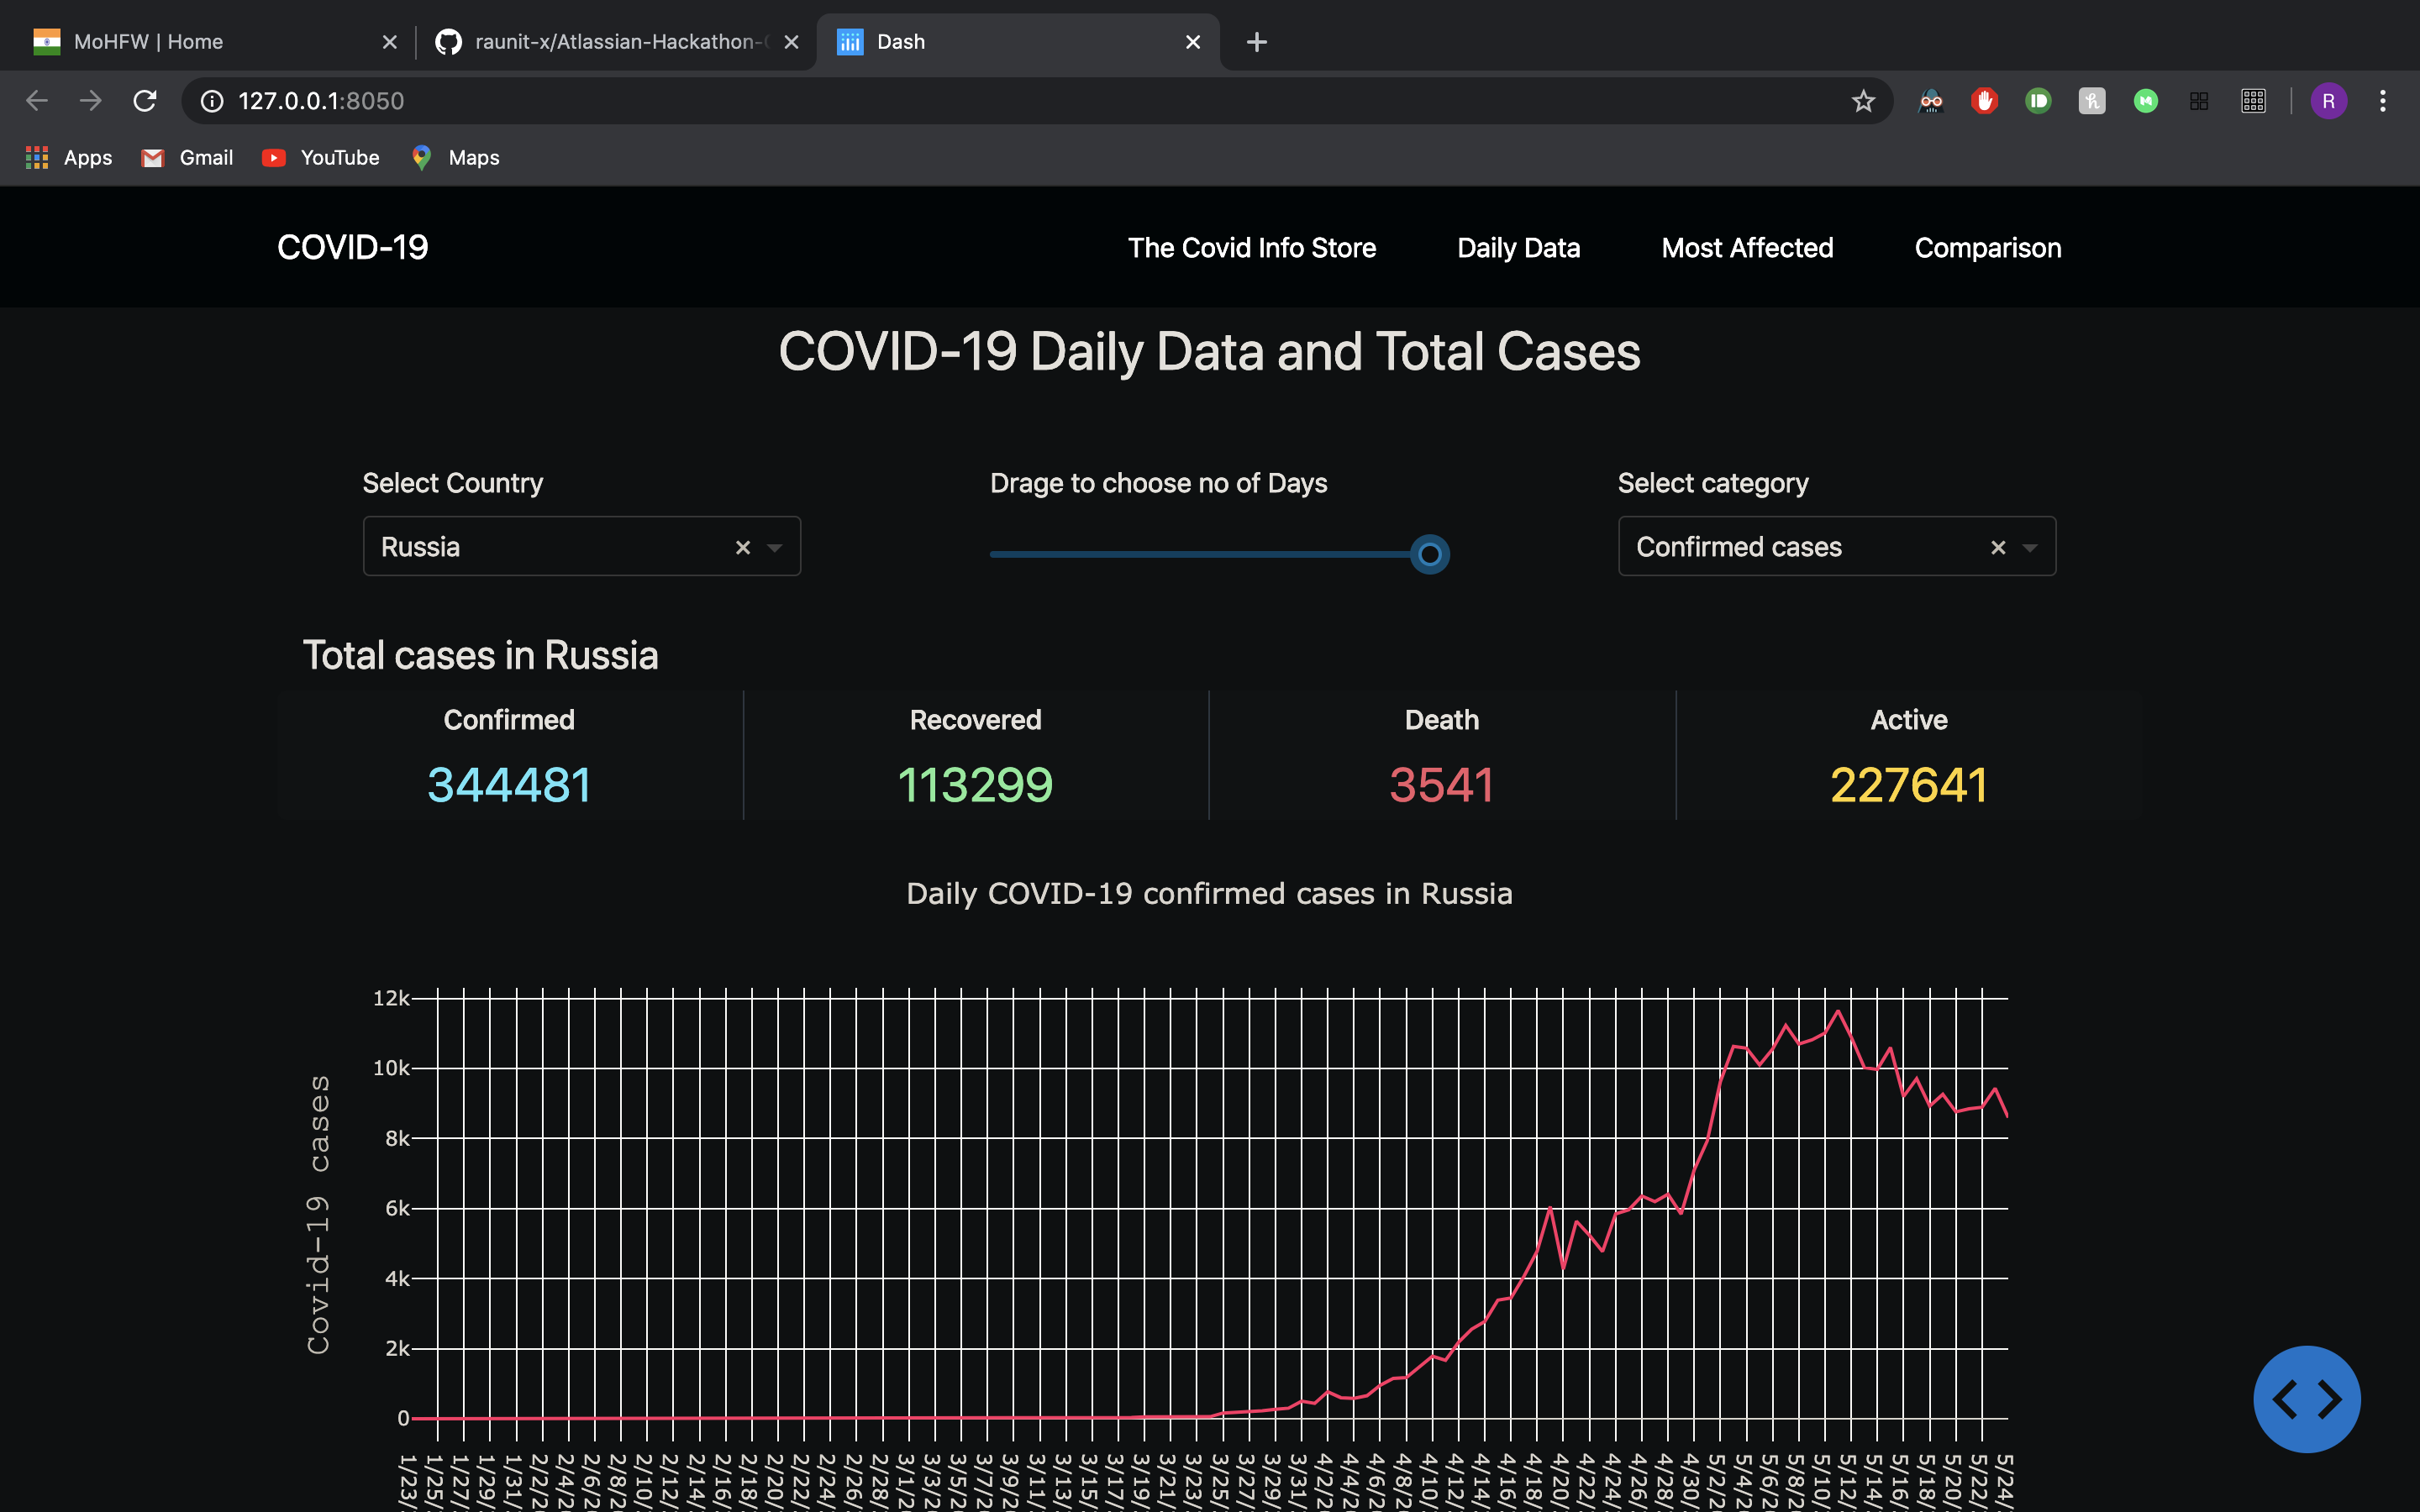 MoHFW | Home
raunit-x/Atlassian-Hackathon-
Dash
127.0.0.1:8050
R
Apps
Gmail
YouTube
Maps
COVID-19
The Covid Info Store
Daily Data
Most Affected
Comparison
COVID-19 Daily Data and Total Cases
Select Country
Drage to choose no of Days
Select category
Russia
Confirmed cases
Total cases in Russia
Confirmed
Recovered
Death
Active
344481
113299
3541
227641
Daily COVID-19 confirmed cases in Russia
Covid-19 cases
12k
10k
8k
6k
4k
2k
0
1/23/
1/25/
1/27/
1/29/
1/31/
2/2/2
2/4/2
2/6/2
2/8/2
2/10/
2/12/
2/14/
2/16/
2/18/
2/20/
2/22/
2/24/
2/26/
2/28/
3/1/2
3/3/2
3/5/2
3/7/2
3/9/2
3/11/
3/13/
3/15/
3/17/
3/19/
3/21/
3/23/
3/25/
3/27/
3/29/
3/31/
4/2/2
4/4/2
4/6/2
4/8/2
4/10/
4/12/
4/14/
4/16/
4/18/
4/20/
4/22/
4/24/
4/26/
4/28/
4/30/
5/2/2
5/4/2
5/6/2
5/8/2
5/10/
5/12/
5/14/
5/16/
5/18/
5/20/
5/22/
5/24/